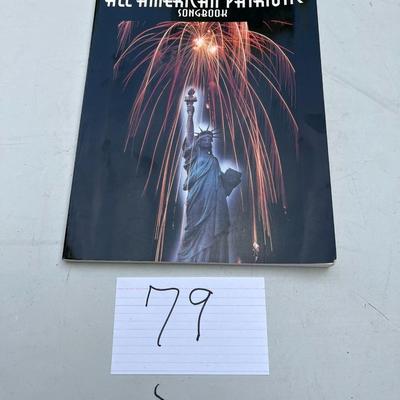 ALL AMERICAN PATRIOTIC
SONGBOOK
79